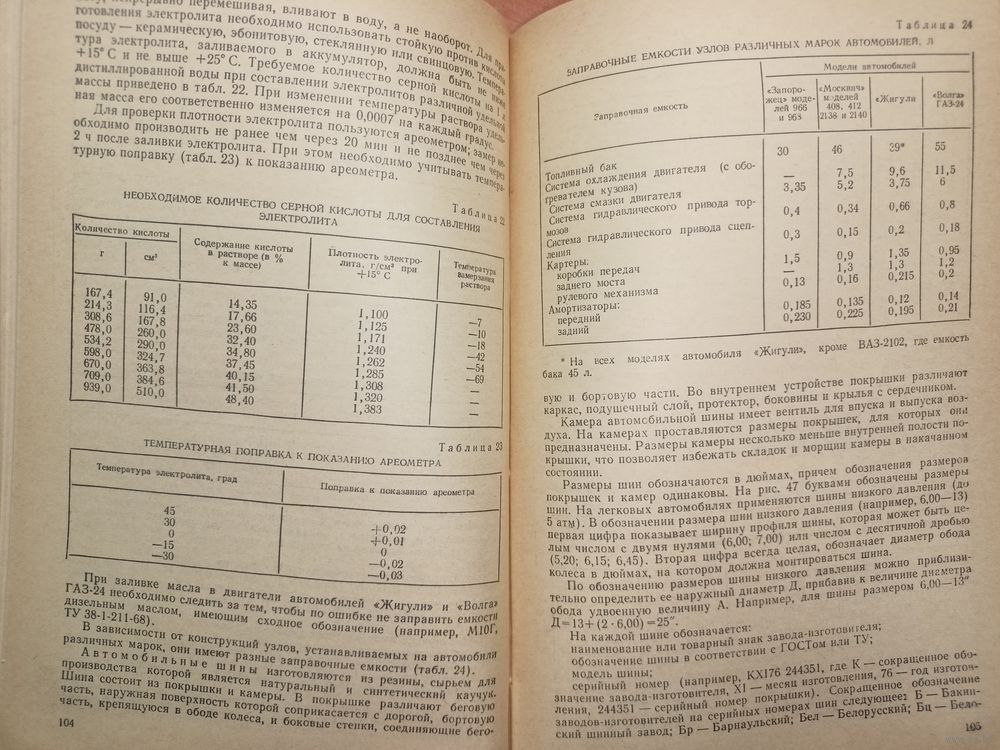 непрерывно перемешивая, вливают в воду, а не наоборот. Для при-
готовления электролита необходимо использовать стойкую против кислоты
посуду — керамическую, эбонитовую, стеклянную или свинцовую. Темпера-
тура электролита, заливаемого в аккумулятор, должна быть не ниже
+15° С и не выше +25° С. Требуемое количество серной кислоты на 1 л
дистиллированной воды при составлении электролитов различной удельной
массы приведено в табл. 22. При изменении температуры раствора удель-
ная масса его соответственно изменяется на 0,0007 на каждый градус.
Для проверки плотности электролита пользуются ареометром; замер не-
обходимо производить не ранее чем через 20 мин и не позднее чем через
2 ч после заливки электролита. При этом необходимо учитывать темпера-
турную поправку (табл. 23) к показанию ареометра.
Таблица 22
НЕОБХОДИМОЕ КОЛИЧЕСТВО СЕРНОЙ КИСЛОТЫ ДЛЯ СОСТАВЛЕНИЯ
ЭЛЕКТРОЛИТА
Количество кислоты
г см³
Содержание кислоты
в растворе (в %
к массе)
Плотность электро-
лита, г/см³ при
+15° С
Температура
замерзания
раствора
167,4 91,0 14,35 1,100 —7
214,3 116,4 17,66 1,125 —10
308,6 167,8 23,60 1,171 —18
478,0 260,0 32,40 1,240 —42
534,2 290,0 34,80 1,262 —54
598,0 324,7 37,45 1,285 —69
670,0 363,8 40,15 1,308 —
709,0 384,6 41,50 1,320 —
939,0 510,0 48,40 1,383 —
Таблица 23
ТЕМПЕРАТУРНАЯ ПОПРАВКА К ПОКАЗАНИЮ АРЕОМЕТРА
Температура электролита, град Поправка к показанию ареометра
45 +0,02
30 +0,01
0 0
—15 —0,02
—30 —0,03
При заливке масла в двигатели автомобилей «Жигули» и «Волга»
ГАЗ-24 необходимо следить за тем, чтобы по ошибке не заправить емкости
дизельным маслом, имеющим сходное обозначение (например, М10Г,
ТУ 38-1-211-68).
В зависимости от конструкций узлов, устанавливаемых на автомобили
различных марок, они имеют разные заправочные емкости (табл. 24).
Автомобильные шины изготовляются из резины, сырьем для
производства которой является натуральный и синтетический каучук.
Шина состоит из покрышки и камеры. В покрышке различают беговую
часть, наружная поверхность которой соприкасается с дорогой, бортовую
часть, крепящуюся в ободе колеса, и боковые стенки, соединяющие бего-
104
Таблица 24
ЗАПРАВОЧНЫЕ ЕМКОСТИ УЗЛОВ РАЗЛИЧНЫХ МАРОК АВТОМОБИЛЕЙ, Л
Заправочная емкость
Модели автомобилей
«Запоро-
жец» моде-
лей 966
и 968
«Москвич»
моделей
408, 412
2138 и 2140
«Жигули»
«Волга»
ГАЗ-24
Топливный бак 30 46 39* 55
Система охлаждения двигателя (с обо-
гревателем кузова) — 7,5 9,6 11,5
Система смазки двигателя 3,35 5,2 3,75 6
Система гидравлического привода тор-
мозов 0,4 0,34 0,66 0,8
Система гидравлического привода сцеп-
ления 0,3 0,15 0,2 0,18
Картеры:
коробки передач 1,5 0,9 1,35 0,95
заднего моста — 1,3 1,3 1,2
рулевого механизма 0,13 0,16 0,215 0,2
Амортизаторы:
передний 0,185 0,135 0,12 0,14
задний 0,230 0,225 0,195 0,21
* На всех моделях автомобиля «Жигули», кроме ВАЗ-2102, где емкость
бака 45 л.
вую и бортовую части. Во внутреннем устройстве покрышки различают
каркас, подушечный слой, протектор, боковины и крылья с сердечником.
Камера автомобильной шины имеет вентиль для впуска и выпуска воз-
духа. На камерах проставляются размеры покрышек, для которых они
предназначены. Размеры камеры несколько меньше внутренней полости по-
крышки, что позволяет избежать складок и морщин камеры в накачанном
состоянии.
Размеры шин обозначаются в дюймах, причем обозначения размеров
покрышек и камер одинаковы. На рис. 47 буквами обозначены размеры
шин. На легковых автомобилях применяются шины низкого давления (до
5 атм). В обозначении размера шин низкого давления (например, 6,00—13)
первая цифра показывает ширину профиля шины, которая может быть це-
лым числом с двумя нулями (6,00; 7,00) или числом с десятичной дробью
(5,20; 6,15; 6,45). Вторая цифра всегда целая, обозначает диаметр обода
колеса в дюймах, на котором должна монтироваться шина.
По обозначению размеров шины низкого давления можно приблизи-
тельно определить ее наружный диаметр Д, прибавив к величине диаметра
обода удвоенную величину А. Например, для шины размером 6,00—13″
Д=13+(2·6,00)=25″.
На каждой шине обозначается:
наименование или товарный знак завода-изготовителя;
обозначение шины в соответствии с ГОСТом или ТУ;
модель шины;
серийный номер (например, КХI76 244351, где К — сокращенное обо-
значение завода-изготовителя, XI — месяц изготовления, 76 — год изготов-
ления, 244351 — серийный номер покрышки). Сокращенное обозначение
заводов-изготовителей на серийных номерах шин следующее: Б — Бакин-
ский шинный завод; Бр — Барнаульский; Бел — Белорусский; Бц — Бело-
105